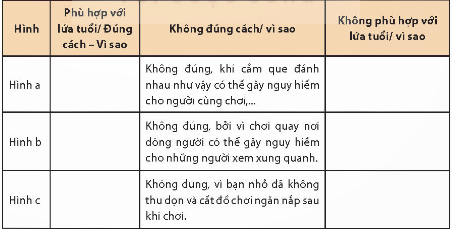 Hình
Phù hợp với
lứa tuổi/ Đúng
cách – Vì sao
Không đúng cách/ vì sao
Không phù hợp với
lứa tuổi/ vì sao
Hình a
Không đúng, khi cầm que đánh
nhau như vậy có thể gây nguy hiểm
cho người cùng chơi,...
Hình b
Không đúng, bởi vì chơi quay nơi
đông người có thể gây nguy hiểm
cho những người xem xung quanh.
Hình c
Không đúng, vì bạn nhỏ đã không
thu dọn và cất đồ chơi ngăn nắp sau
khi chơi.